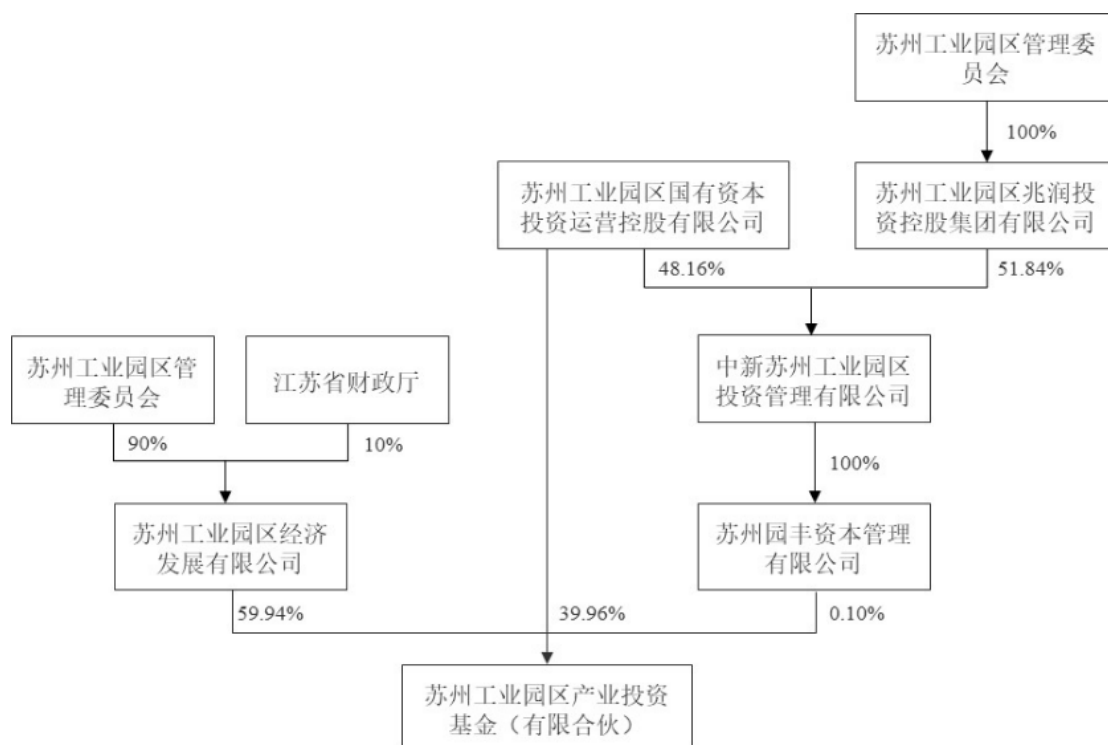 苏州工业园区管理委
员会
100%
苏州工业园区国有资本
投资运营控股有限公司
苏州工业园区兆润投
资控股集团有限公司
48.16%
51.84%
苏州工业园区管
理委员会
江苏省财政厅
中新苏州工业园区
投资管理有限公司
90%
10%
100%
苏州工业园区经济
发展有限公司
苏州园丰资本管理
有限公司
59.94%
39.96%
0.10%
苏州工业园区产业投资
基金（有限合伙）